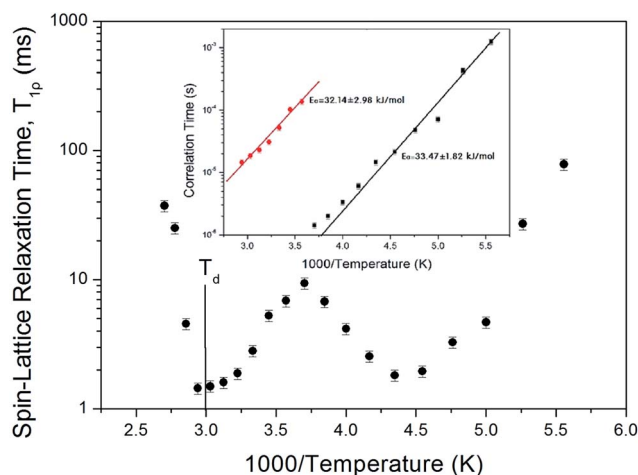 Spin-Lattice Relaxation Time, T1ρ (ms)
1000
100
10
1
2.5 3.0 3.5 4.0 4.5 5.0 5.5 6.0
1000/Temperature (K)
Td
Correlation Time (s)
10⁻³
10⁻⁴
10⁻⁵
10⁻⁶
3.0 3.5 4.0 4.5 5.0 5.5
1000/Temperature (K)
Ea=32.14±2.98 kJ/mol
Ea=33.47±1.82 kJ/mol